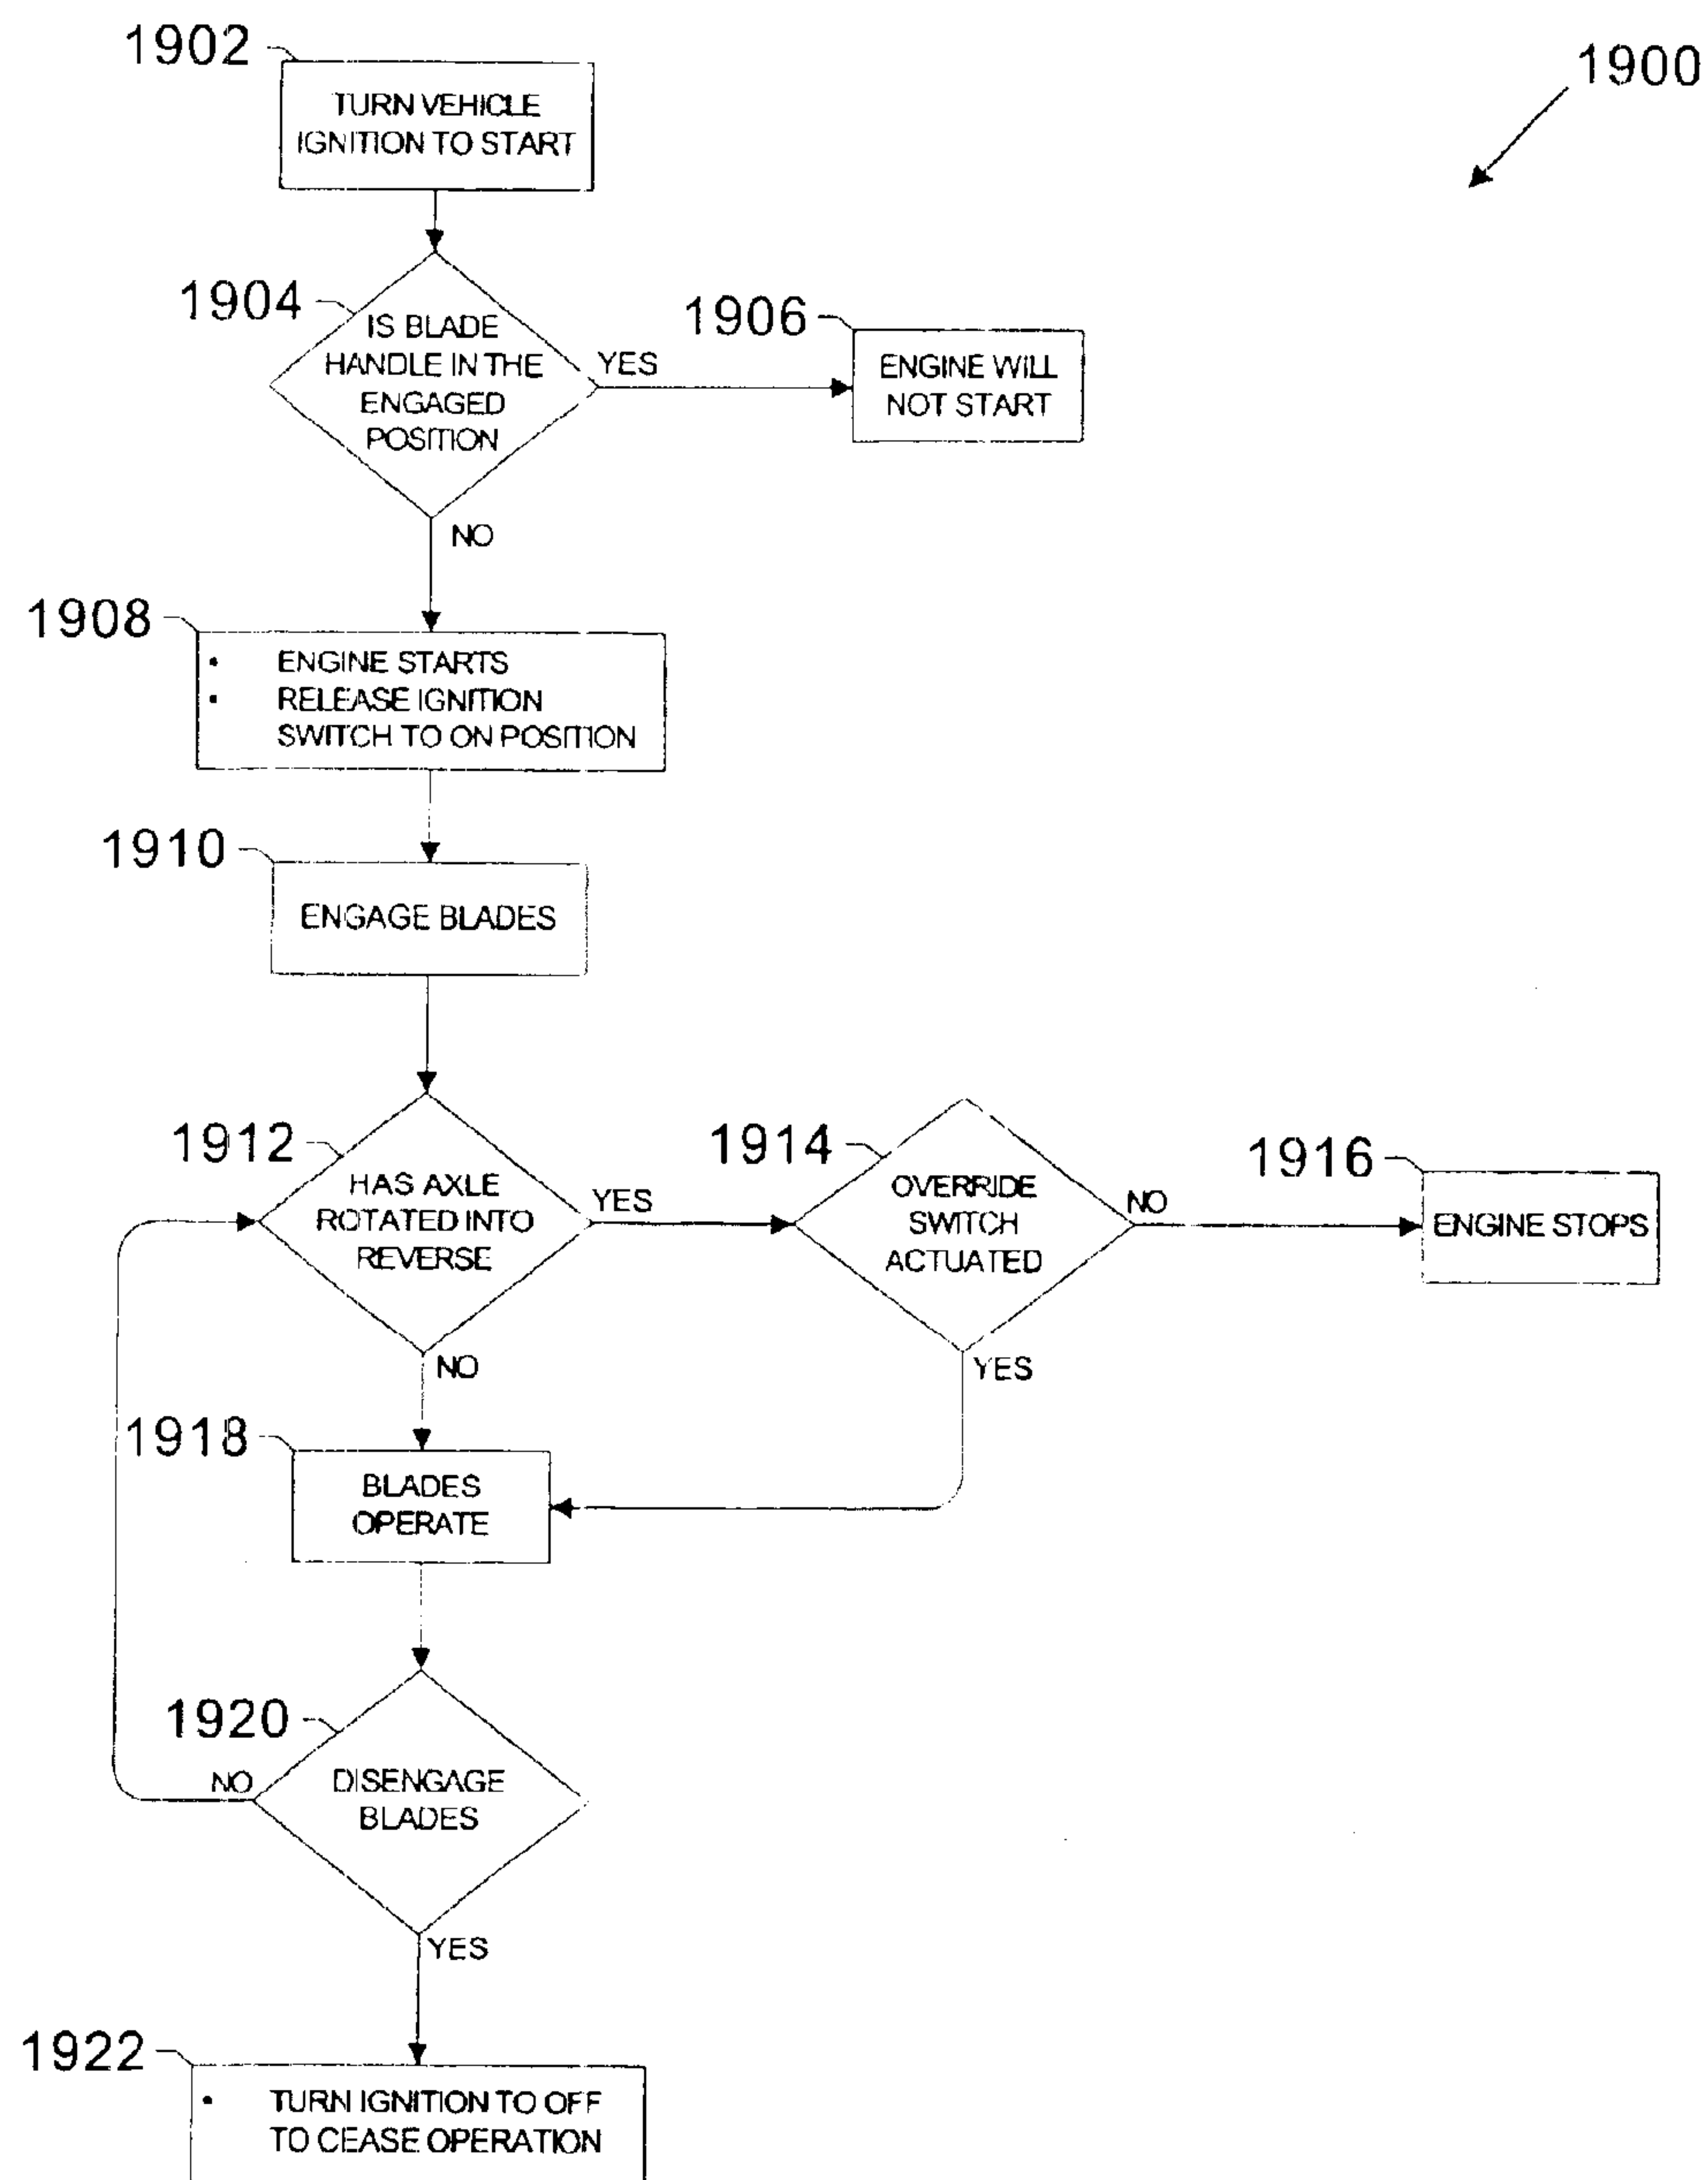 1902
1900
TURN VEHICLE
IGNITION TO START
1904
IS BLADE
HANDLE IN THE
ENGAGED
POSITION
YES
1906
ENGINE WILL
NOT START
NO
1908
• ENGINE STARTS
• RELEASE IGNITION
SWITCH TO ON POSITION
1910
ENGAGE BLADES
1912
HAS AXLE
ROTATED INTO
REVERSE
YES
1914
OVERRIDE
SWITCH
ACTUATED
NO
1916
ENGINE STOPS
NO
YES
1918
BLADES
OPERATE
1920
DISENGAGE
BLADES
NO
YES
1922
• TURN IGNITION TO OFF
TO CEASE OPERATION